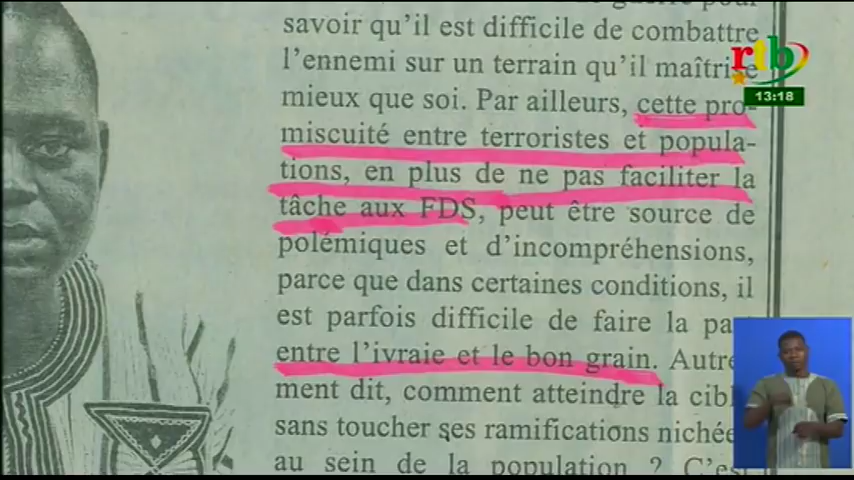 savoir qu'il est difficile de combattre
l'ennemi sur un terrain qu'il maîtrise
mieux que soi. Par ailleurs, cette pro-
miscuité entre terroristes et popula-
tions, en plus de ne pas faciliter la
tâche aux FDS, peut être source de
polémiques et d'incompréhensions,
parce que dans certaines conditions, il
est parfois difficile de faire la pa
entre l'ivraie et le bon grain. Autre
ment dit, comment atteindre la cibl
sans toucher ses ramifications nichée
au sein de la population ? C'est
rtb
13:18